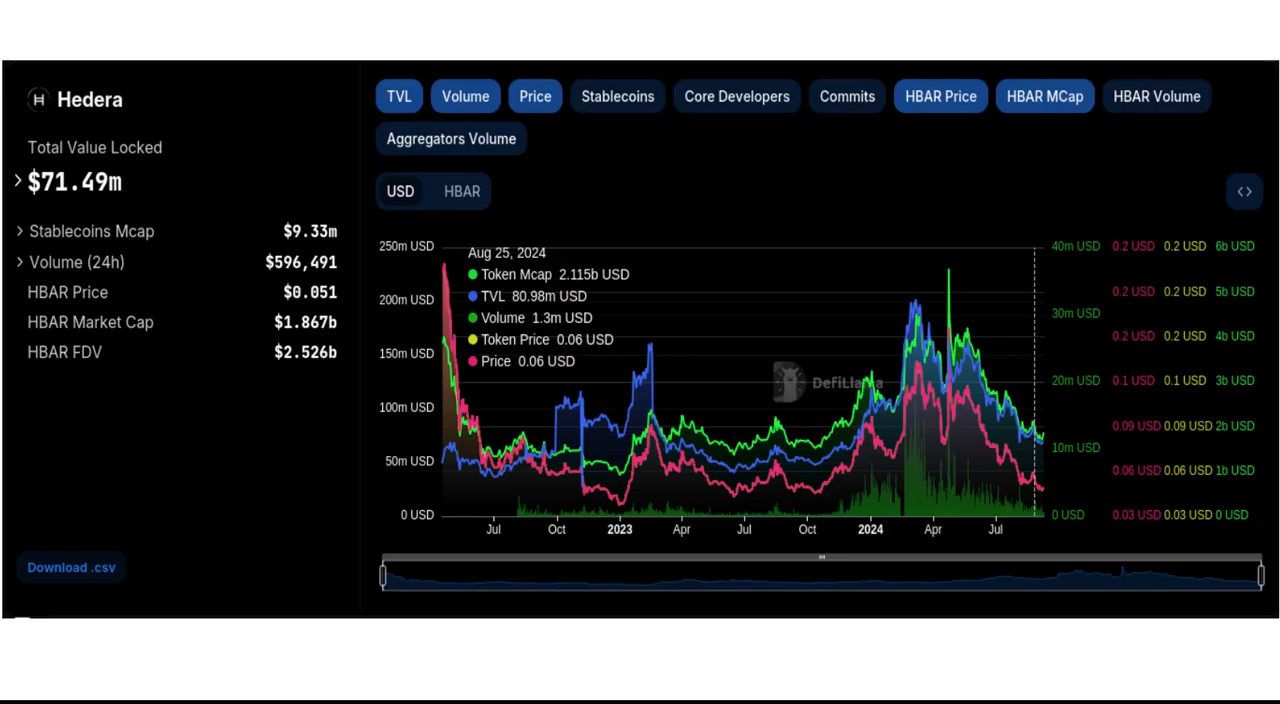 Hedera
Total Value Locked
$71.49m
Stablecoins Mcap $9.33m
Volume (24h) $596,491
HBAR Price $0.051
HBAR Market Cap $1.867b
HBAR FDV $2.526b
Download .csv
TVL Volume Price Stablecoins Core Developers Commits HBAR Price HBAR MCap HBAR Volume
Aggregators Volume
USD HBAR
250m USD
200m USD
150m USD
100m USD
50m USD
0 USD
Aug 25, 2024
Token Mcap 2.115b USD
TVL 80.98m USD
Volume 1.3m USD
Token Price 0.06 USD
Price 0.06 USD
DefiLlama
40m USD
30m USD
20m USD
10m USD
0 USD
0.2 USD 0.2 USD 6b USD
0.2 USD 0.2 USD 5b USD
0.2 USD 0.2 USD 4b USD
0.1 USD 0.1 USD 3b USD
0.09 USD 0.09 USD 2b USD
0.06 USD 0.06 USD 1b USD
0.03 USD 0.03 USD 0 USD
Jul Oct 2023 Apr Jul Oct 2024 Apr Jul